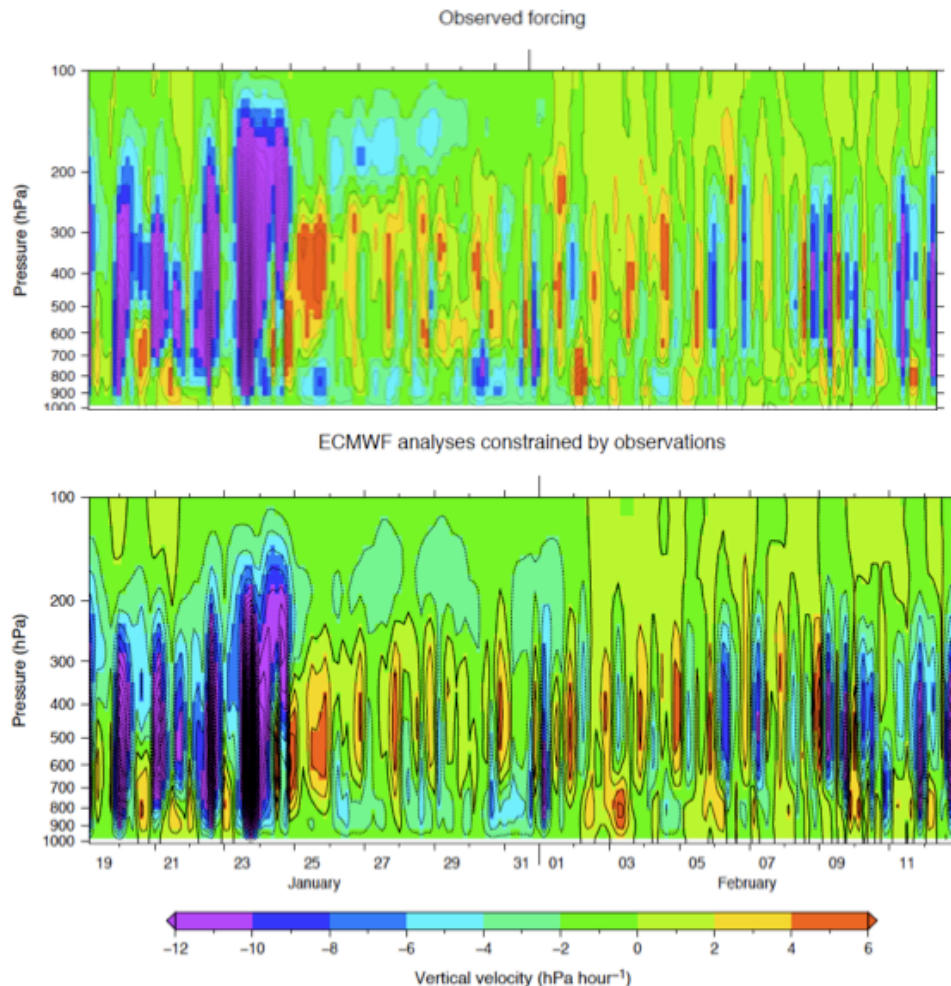 Observed forcing
100
200
300
400
500
600
700
800
900
1000
Pressure (hPa)
ECMWF analyses constrained by observations
100
200
300
400
500
600
700
800
900
1000
Pressure (hPa)
19 21 23 25 27 29 31 01 03 05 07 09 11
January February
−12 −10 −8 −6 −4 −2 0 2 4 6
Vertical velocity (hPa hour⁻¹)